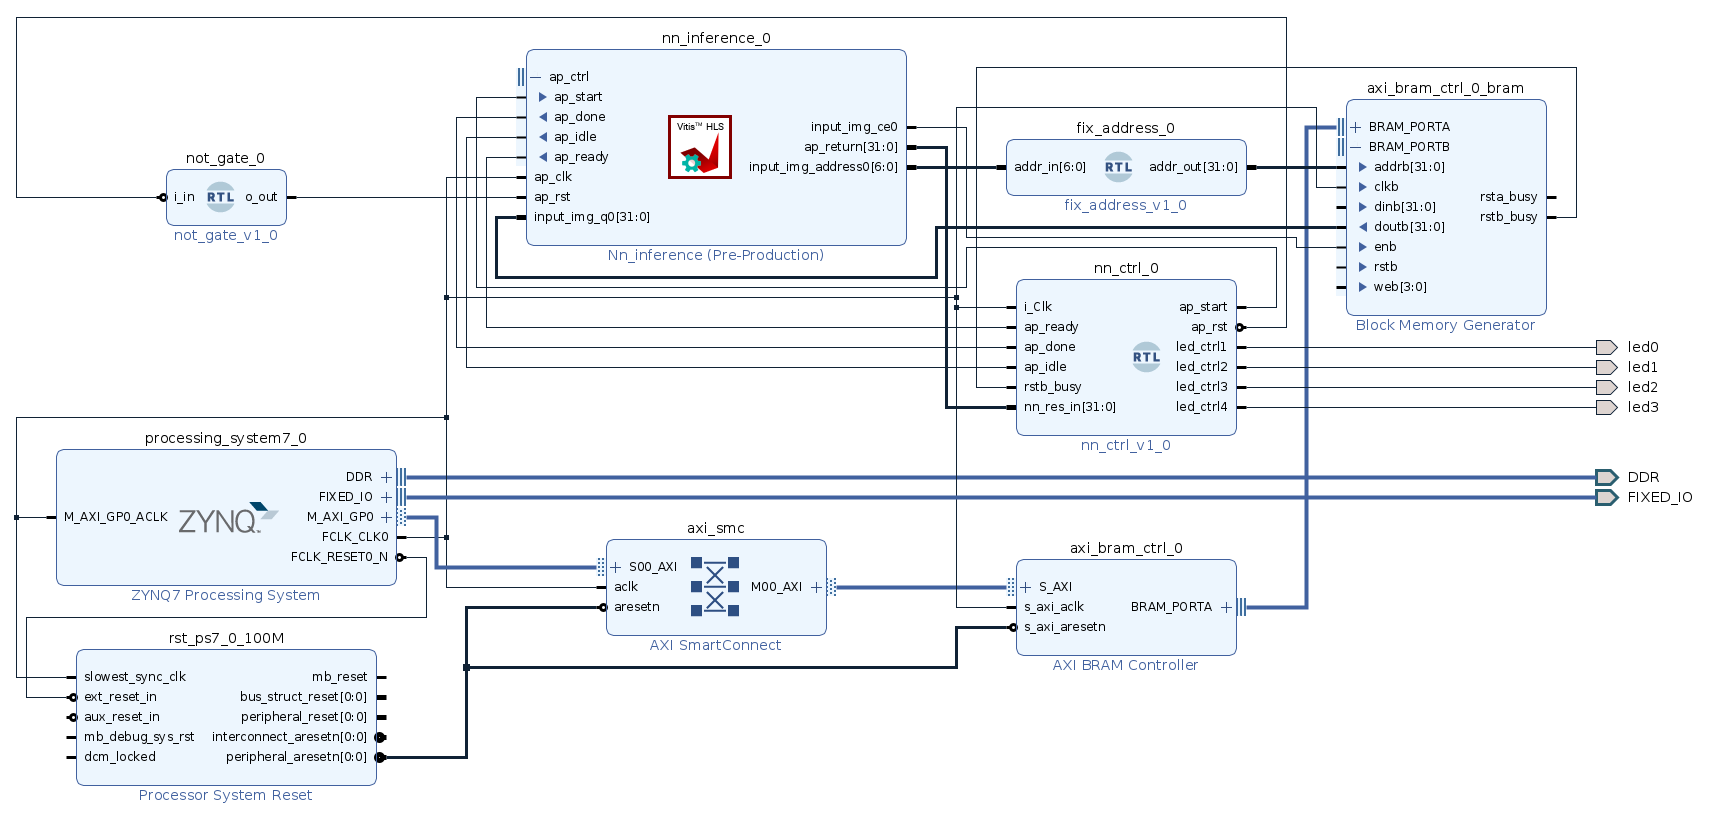 nn_inference_0
ap_ctrl
ap_start
ap_done
ap_idle
ap_ready
ap_clk
ap_rst
input_img_q0[31:0]
Vitis™ HLS
input_img_ce0
ap_return[31:0]
input_img_address0[6:0]
Nn_inference (Pre-Production)
not_gate_0
i_in
RTL
o_out
not_gate_v1_0
fix_address_0
addr_in[6:0]
RTL
addr_out[31:0]
fix_address_v1_0
axi_bram_ctrl_0_bram
BRAM_PORTA
BRAM_PORTB
addrb[31:0]
clkb
dinb[31:0]
doutb[31:0]
enb
rstb
web[3:0]
rsta_busy
rstb_busy
Block Memory Generator
nn_ctrl_0
i_Clk
ap_ready
ap_done
ap_idle
rstb_busy
nn_res_in[31:0]
RTL
ap_start
ap_rst
led_ctrl1
led_ctrl2
led_ctrl3
led_ctrl4
nn_ctrl_v1_0
led0
led1
led2
led3
DDR
FIXED_IO
processing_system7_0
M_AXI_GP0_ACLK
ZYNQ
DDR
FIXED_IO
M_AXI_GP0
FCLK_CLK0
FCLK_RESET0_N
ZYNQ7 Processing System
axi_smc
S00_AXI
aclk
aresetn
M00_AXI
AXI SmartConnect
axi_bram_ctrl_0
S_AXI
s_axi_aclk
s_axi_aresetn
BRAM_PORTA
AXI BRAM Controller
rst_ps7_0_100M
slowest_sync_clk
ext_reset_in
aux_reset_in
mb_debug_sys_rst
dcm_locked
mb_reset
bus_struct_reset[0:0]
peripheral_reset[0:0]
interconnect_aresetn[0:0]
peripheral_aresetn[0:0]
Processor System Reset